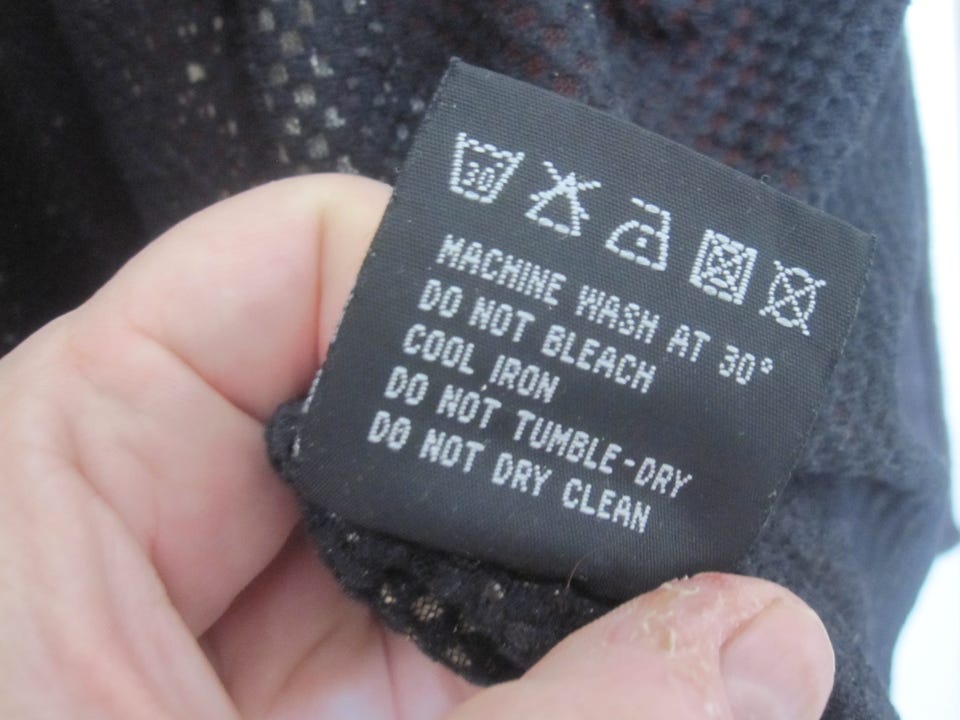 30
MACHINE WASH AT 30°
DO NOT BLEACH
COOL IRON
DO NOT TUMBLE-DRY
DO NOT DRY CLEAN